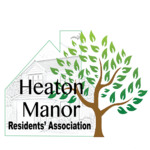 Heaton
Manor
Residents' Association